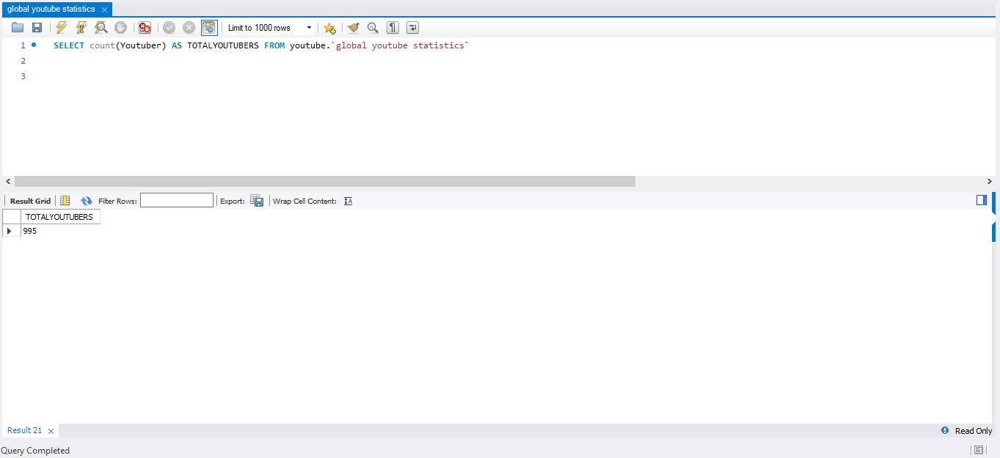 global youtube statistics
Limit to 1000 rows
1 SELECT count(Youtuber) AS TOTALYOUTUBERS FROM youtube.`global youtube statistics`
2
3
Result Grid Filter Rows: Export: Wrap Cell Content:
TOTALYOUTUBERS
995
Result 21 Read Only
Query Completed